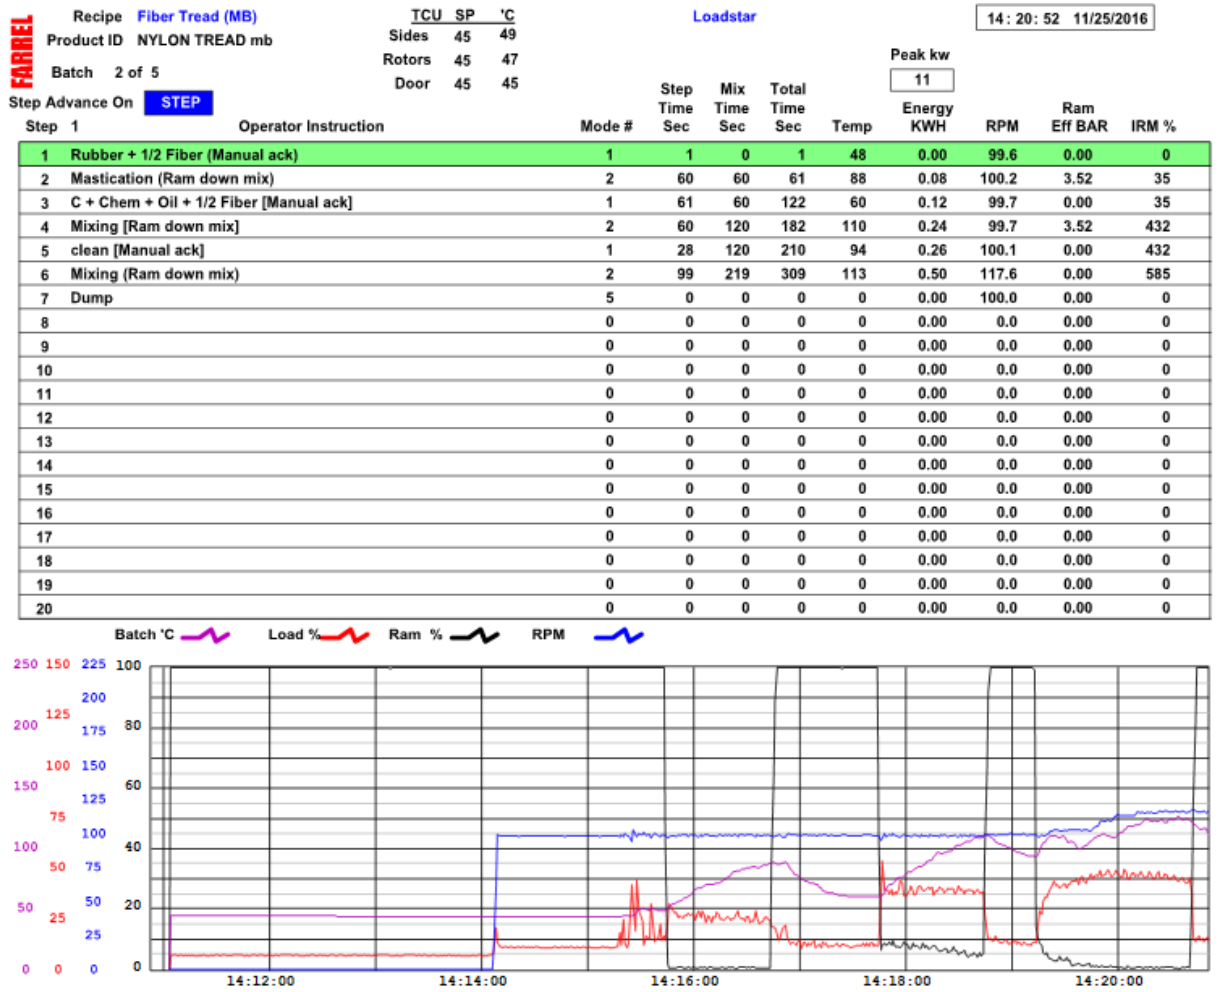 FARREL
Recipe Fiber Tread (MB)
Product ID NYLON TREAD mb
Batch 2 of 5
Step Advance On STEP
TCU SP 'C
Sides 45 49
Rotors 45 47
Door 45 45
Loadstar
14: 20: 52 11/25/2016
Peak kw
11
Step 1 Operator Instruction Mode # Step Time Sec Mix Time Sec Total Time Sec Temp Energy KWH RPM Ram Eff BAR IRM %
1 Rubber + 1/2 Fiber (Manual ack) 1 1 0 1 48 0.00 99.6 0.00 0
2 Mastication (Ram down mix) 2 60 60 61 88 0.08 100.2 3.52 35
3 C + Chem + Oil + 1/2 Fiber [Manual ack] 1 61 60 122 60 0.12 99.7 0.00 35
4 Mixing [Ram down mix] 2 60 120 182 110 0.24 99.7 3.52 432
5 clean [Manual ack] 1 28 120 210 94 0.26 100.1 0.00 432
6 Mixing (Ram down mix) 2 99 219 309 113 0.50 117.6 0.00 585
7 Dump 5 0 0 0 0 0.00 100.0 0.00 0
8 0 0 0 0 0 0.00 0.0 0.00 0
9 0 0 0 0 0 0.00 0.0 0.00 0
10 0 0 0 0 0 0.00 0.0 0.00 0
11 0 0 0 0 0 0.00 0.0 0.00 0
12 0 0 0 0 0 0.00 0.0 0.00 0
13 0 0 0 0 0 0.00 0.0 0.00 0
14 0 0 0 0 0 0.00 0.0 0.00 0
15 0 0 0 0 0 0.00 0.0 0.00 0
16 0 0 0 0 0 0.00 0.0 0.00 0
17 0 0 0 0 0 0.00 0.0 0.00 0
18 0 0 0 0 0 0.00 0.0 0.00 0
19 0 0 0 0 0 0.00 0.0 0.00 0
20 0 0 0 0 0 0.00 0.0 0.00 0
Batch 'C Load % Ram % RPM
250 150 225 100
200
200 125 80
175
100 150
150 60
125
75
100 100 40
50 75
50 50 20
25
25
0 0 0 0
14:12:00 14:14:00 14:16:00 14:18:00 14:20:00